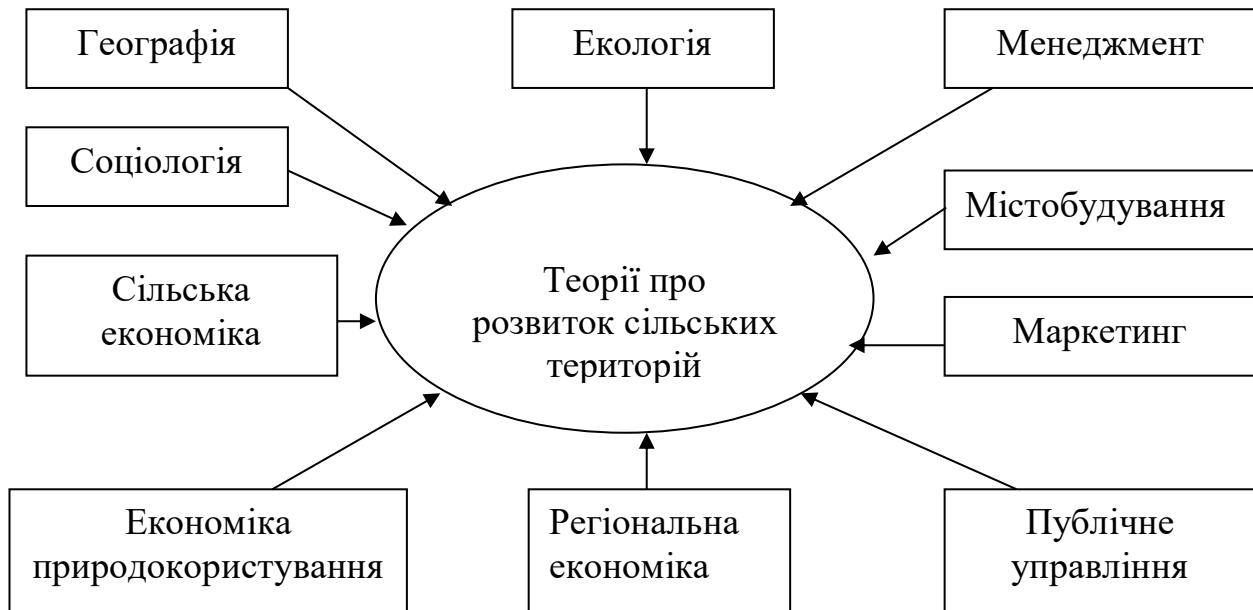 Географія
Екологія
Менеджмент
Соціологія
Містобудування
Сільська
економіка
Теорії про
розвиток сільських
територій
Маркетинг
Економіка
природокористування
Регіональна
економіка
Публічне
управління